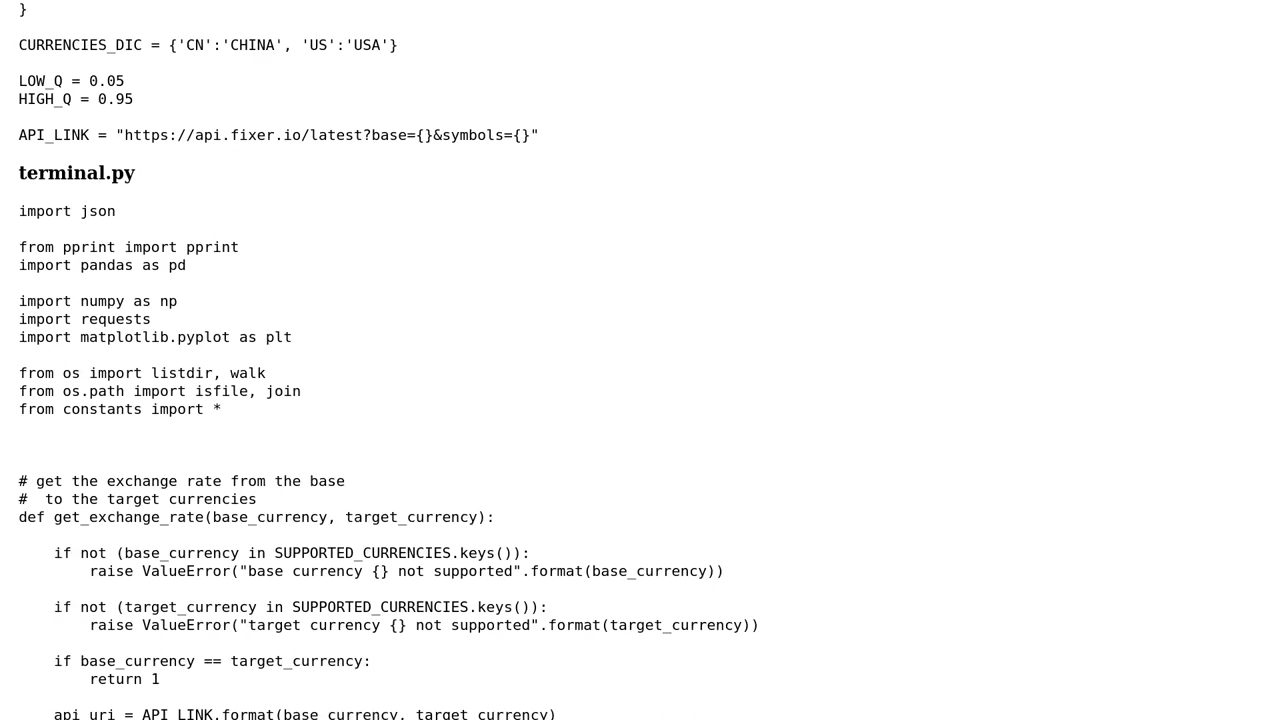 }
CURRENCIES_DIC = {'CN':'CHINA', 'US':'USA'}
LOW_Q = 0.05
HIGH_Q = 0.95
API_LINK = "https://api.fixer.io/latest?base={}&symbols={}"
terminal.py
import json
from pprint import pprint
import pandas as pd
import numpy as np
import requests
import matplotlib.pyplot as plt
from os import listdir, walk
from os.path import isfile, join
from constants import *
# get the exchange rate from the base
#  to the target currencies
def get_exchange_rate(base_currency, target_currency):
    if not (base_currency in SUPPORTED_CURRENCIES.keys()):
        raise ValueError("base currency {} not supported".format(base_currency))
    if not (target_currency in SUPPORTED_CURRENCIES.keys()):
        raise ValueError("target currency {} not supported".format(target_currency))
    if base_currency == target_currency:
        return 1
    api_uri = API_LINK.format(base_currency, target_currency)